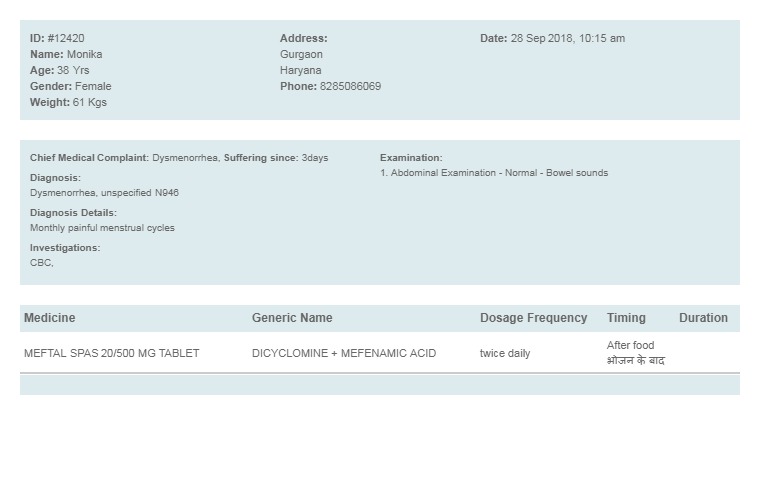 ID: #12420
Name: Monika
Age: 38 Yrs
Gender: Female
Weight: 61 Kgs
Address:
Gurgaon
Haryana
Phone: 8285086069
Date: 28 Sep 2018, 10:15 am
Chief Medical Complaint: Dysmenorrhea, Suffering since: 3days
Diagnosis:
Dysmenorrhea, unspecified N946
Diagnosis Details:
Monthly painful menstrual cycles
Investigations:
CBC,
Examination:
1. Abdominal Examination - Normal - Bowel sounds
Medicine Generic Name Dosage Frequency Timing Duration
MEFTAL SPAS 20/500 MG TABLET DICYCLOMINE + MEFENAMIC ACID twice daily After food
भोजन के बाद